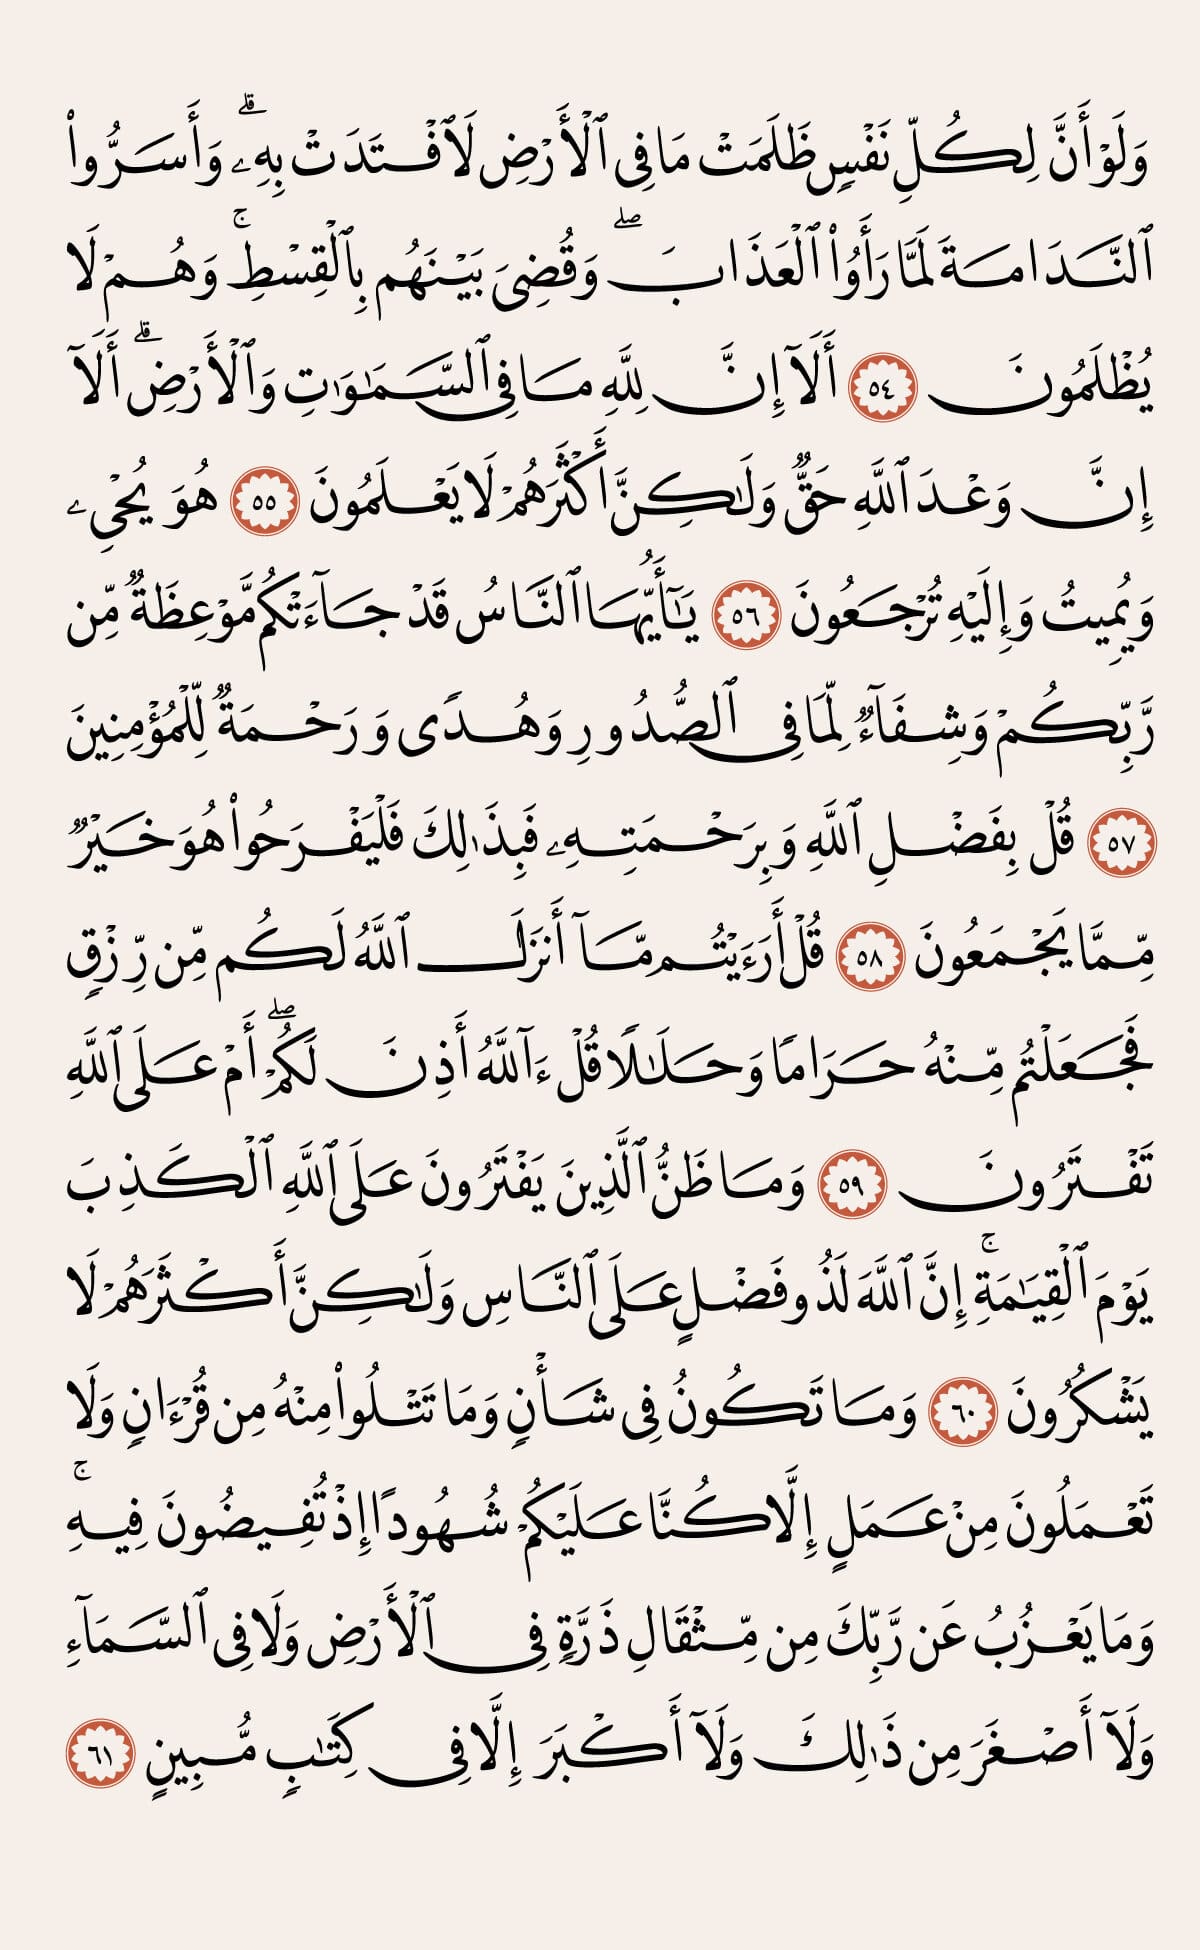 وَلَوْ أَنَّ لِكُلِّ نَفْسٍ ظَلَمَتْ مَا فِى ٱلْأَرْضِ لَٱفْتَدَتْ بِهِۦ ۗ وَأَسَرُّوا۟
ٱلنَّدَامَةَ لَمَّا رَأَوُا۟ ٱلْعَذَابَ ۖ وَقُضِىَ بَيْنَهُم بِٱلْقِسْطِ ۚ وَهُمْ لَا
يُظْلَمُونَ ٥٤ أَلَآ إِنَّ لِلَّهِ مَا فِى ٱلسَّمَـٰوَٰتِ وَٱلْأَرْضِ ۗ أَلَآ
إِنَّ وَعْدَ ٱللَّهِ حَقٌّ وَلَـٰكِنَّ أَكْثَرَهُمْ لَا يَعْلَمُونَ ٥٥ هُوَ يُحْىِۦ
وَيُمِيتُ وَإِلَيْهِ تُرْجَعُونَ ٥٦ يَـٰٓأَيُّهَا ٱلنَّاسُ قَدْ جَآءَتْكُم مَّوْعِظَةٌ مِّن
رَّبِّكُمْ وَشِفَآءٌ لِّمَا فِى ٱلصُّدُورِ وَهُدًى وَرَحْمَةٌ لِّلْمُؤْمِنِينَ
٥٧ قُلْ بِفَضْلِ ٱللَّهِ وَبِرَحْمَتِهِۦ فَبِذَٰلِكَ فَلْيَفْرَحُوا۟ هُوَ خَيْرٌ
مِّمَّا يَجْمَعُونَ ٥٨ قُلْ أَرَءَيْتُم مَّآ أَنزَلَ ٱللَّهُ لَكُم مِّن رِّزْقٍ
فَجَعَلْتُم مِّنْهُ حَرَامًا وَحَلَـٰلًا قُلْ ءَآللَّهُ أَذِنَ لَكُمْ ۖ أَمْ عَلَى ٱللَّهِ
تَفْتَرُونَ ٥٩ وَمَا ظَنُّ ٱلَّذِينَ يَفْتَرُونَ عَلَى ٱللَّهِ ٱلْكَذِبَ
يَوْمَ ٱلْقِيَـٰمَةِ ۚ إِنَّ ٱللَّهَ لَذُو فَضْلٍ عَلَى ٱلنَّاسِ وَلَـٰكِنَّ أَكْثَرَهُمْ لَا
يَشْكُرُونَ ٦٠ وَمَا تَكُونُ فِى شَأْنٍ وَمَا تَتْلُوا۟ مِنْهُ مِن قُرْءَانٍ وَلَا
تَعْمَلُونَ مِنْ عَمَلٍ إِلَّا كُنَّا عَلَيْكُمْ شُهُودًا إِذْ تُفِيضُونَ فِيهِ ۚ
وَمَا يَعْزُبُ عَن رَّبِّكَ مِن مِّثْقَالِ ذَرَّةٍ فِى ٱلْأَرْضِ وَلَا فِى ٱلسَّمَآءِ
وَلَآ أَصْغَرَ مِن ذَٰلِكَ وَلَآ أَكْبَرَ إِلَّا فِى كِتَـٰبٍ مُّبِينٍ ٦١